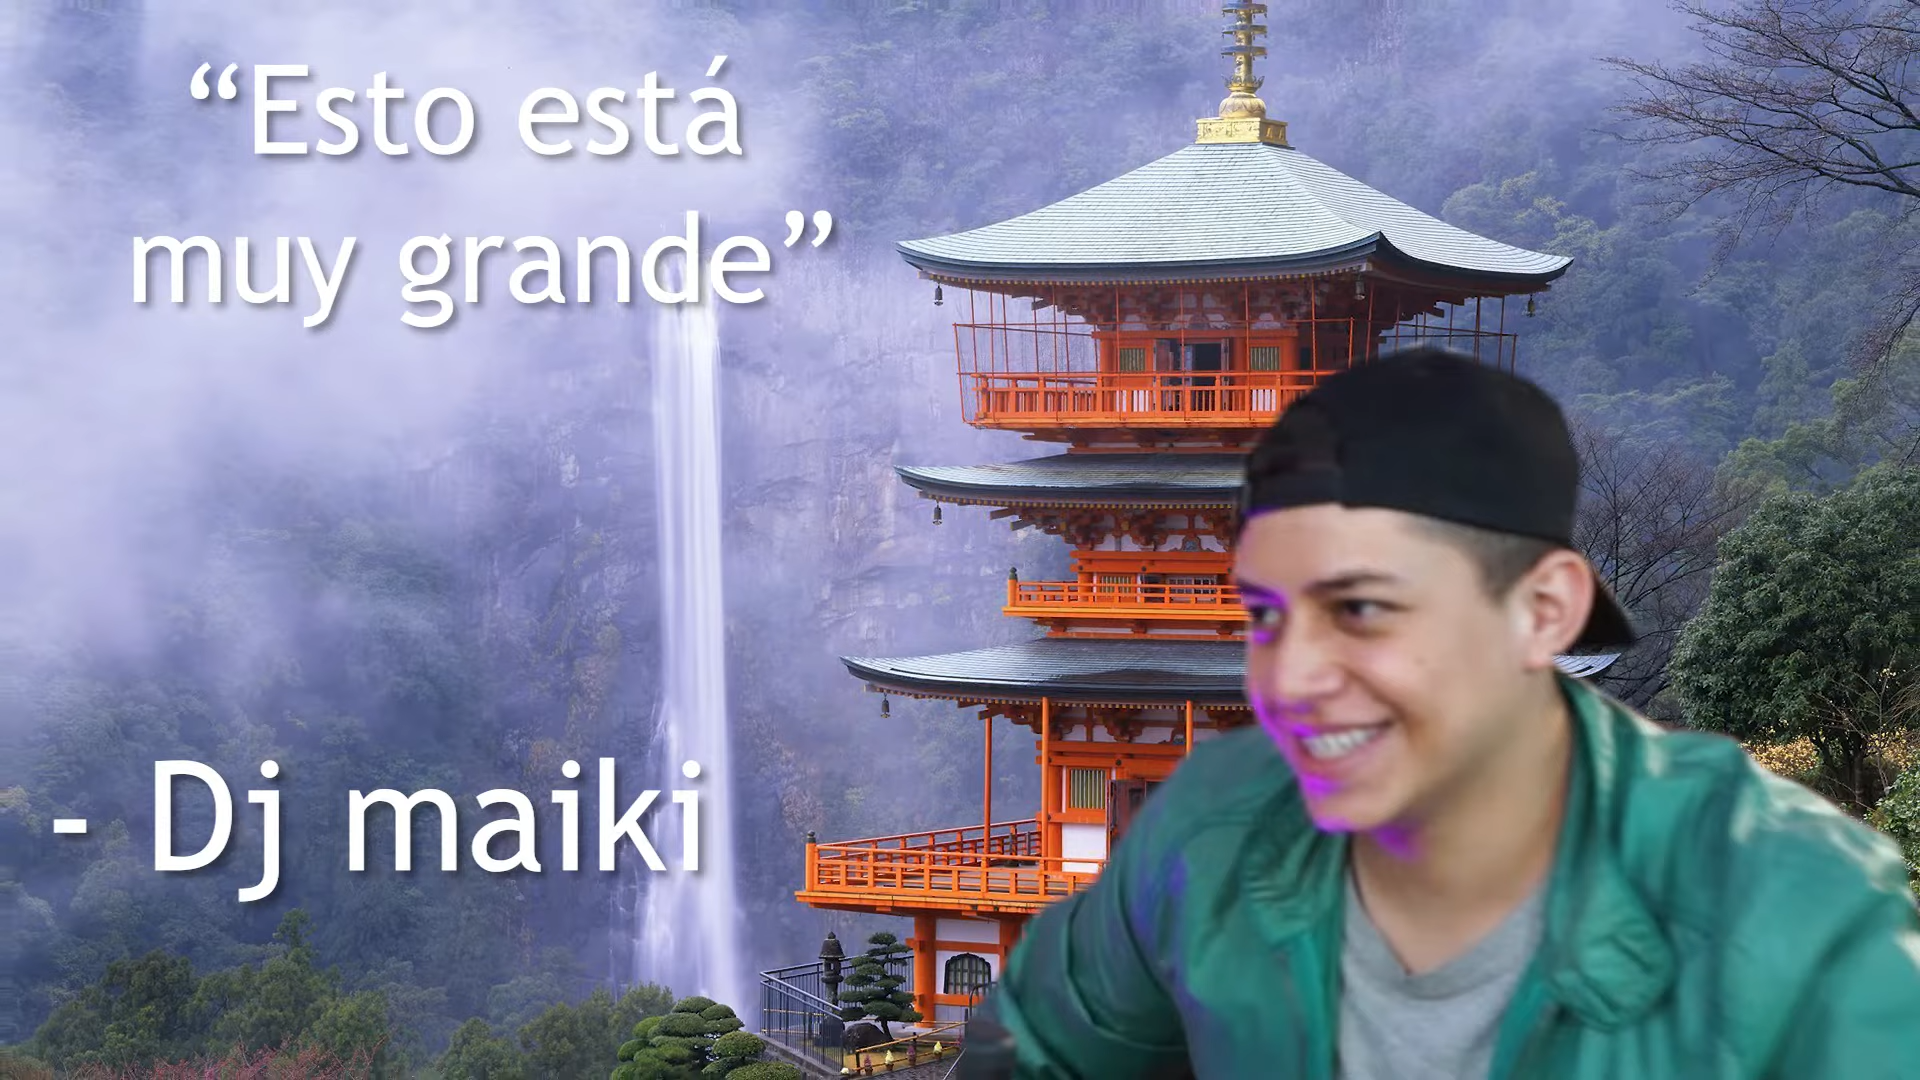 “Esto está
muy grande”
- Dj maiki